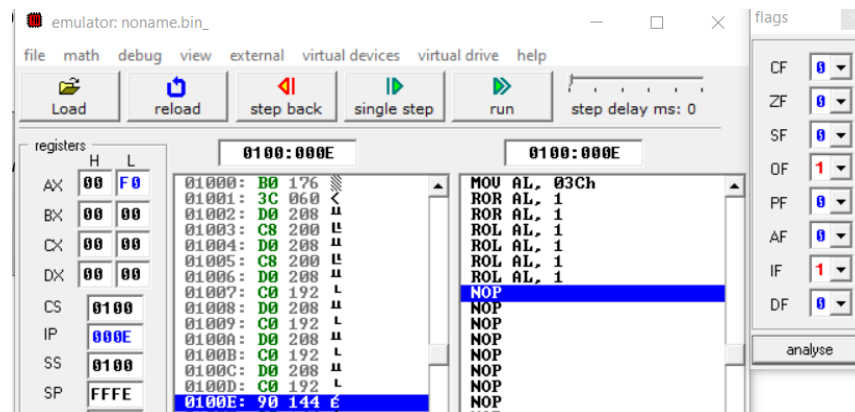 emulator: noname.bin_
flags
file math debug view external virtual devices virtual drive help
Load reload step back single step run step delay ms: 0
registers
H L
0100:000E 0100:000E
AX 00 F0
BX 00 00
CX 00 00
DX 00 00
CS 0100
IP 000E
SS 0100
SP FFFE
01000: B0 176 ▒
01001: 3C 060 <
01002: D0 208 ╨
01003: C8 200 ╚
01004: D0 208 ╨
01005: C8 200 ╚
01006: D0 208 ╨
01007: C0 192 └
01008: D0 208 ╨
01009: C0 192 └
0100A: D0 208 ╨
0100B: C0 192 └
0100C: D0 208 ╨
0100D: C0 192 └
0100E: 90 144 É
MOV AL, 03Ch
ROR AL, 1
ROR AL, 1
ROL AL, 1
ROL AL, 1
ROL AL, 1
ROL AL, 1
NOP
NOP
NOP
NOP
NOP
NOP
NOP
NOP
CF 0
ZF 0
SF 0
OF 1
PF 0
AF 0
IF 1
DF 0
analyse